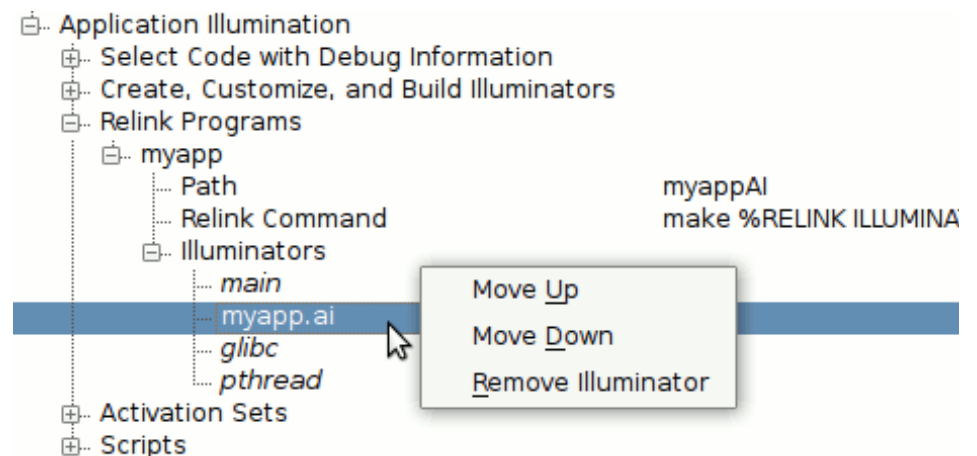 Application Illumination
Select Code with Debug Information
Create, Customize, and Build Illuminators
Relink Programs
myapp
Path myappAI
Relink Command make %RELINK ILLUMINA
Illuminators
main
myapp.ai
glibc
pthread
Move Up
Move Down
Remove Illuminator
Activation Sets
Scripts